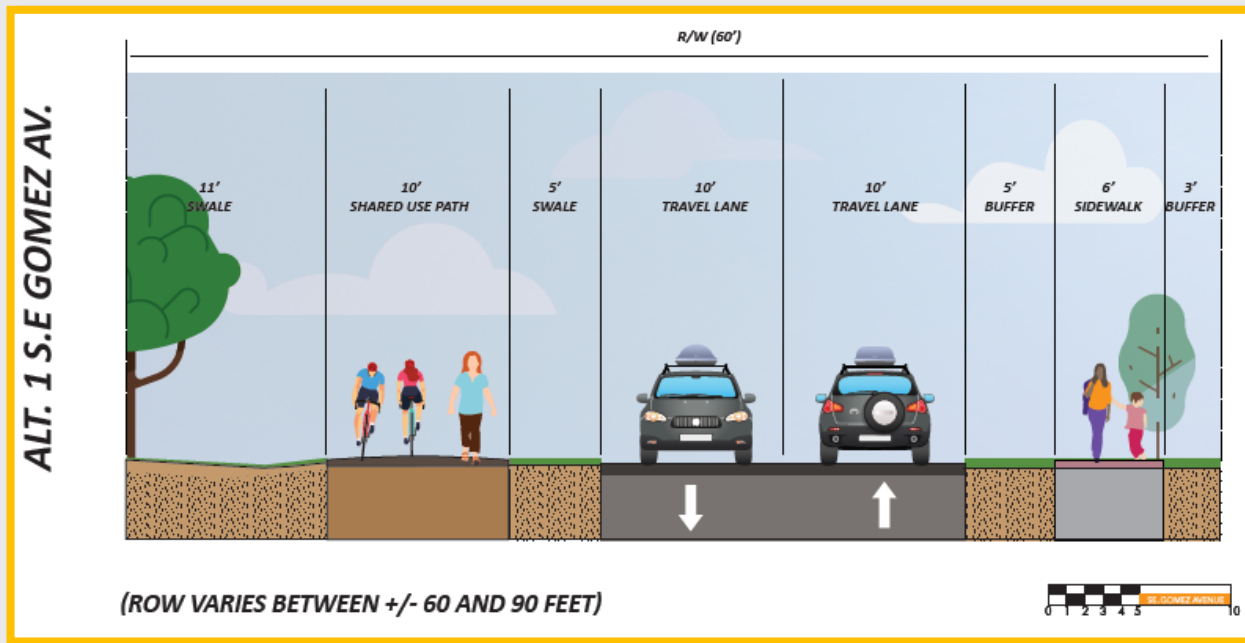 ALT. 1 S.E GOMEZ AV.
R/W (60')
11'
SWALE
10'
SHARED USE PATH
5'
SWALE
10'
TRAVEL LANE
10'
TRAVEL LANE
5'
BUFFER
6'
SIDEWALK
3'
BUFFER
(ROW VARIES BETWEEN +/- 60 AND 90 FEET)
SE. GOMEZ AVENUE
0 1 2 3 4 5 10